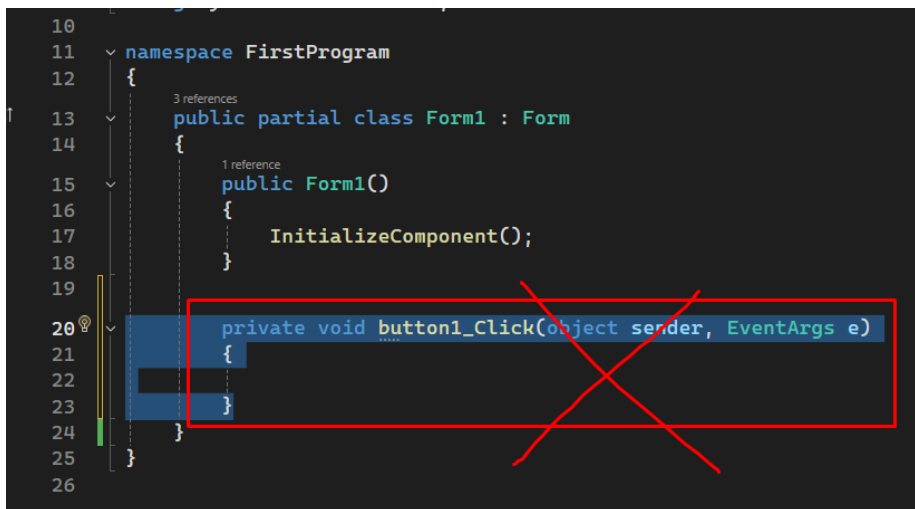 10
11 namespace FirstProgram
12 {
3 references
13 public partial class Form1 : Form
14 {
1 reference
15 public Form1()
16 {
17 InitializeComponent();
18 }
19
20 private void button1_Click(object sender, EventArgs e)
21 {
22
23 }
24 }
25 }
26